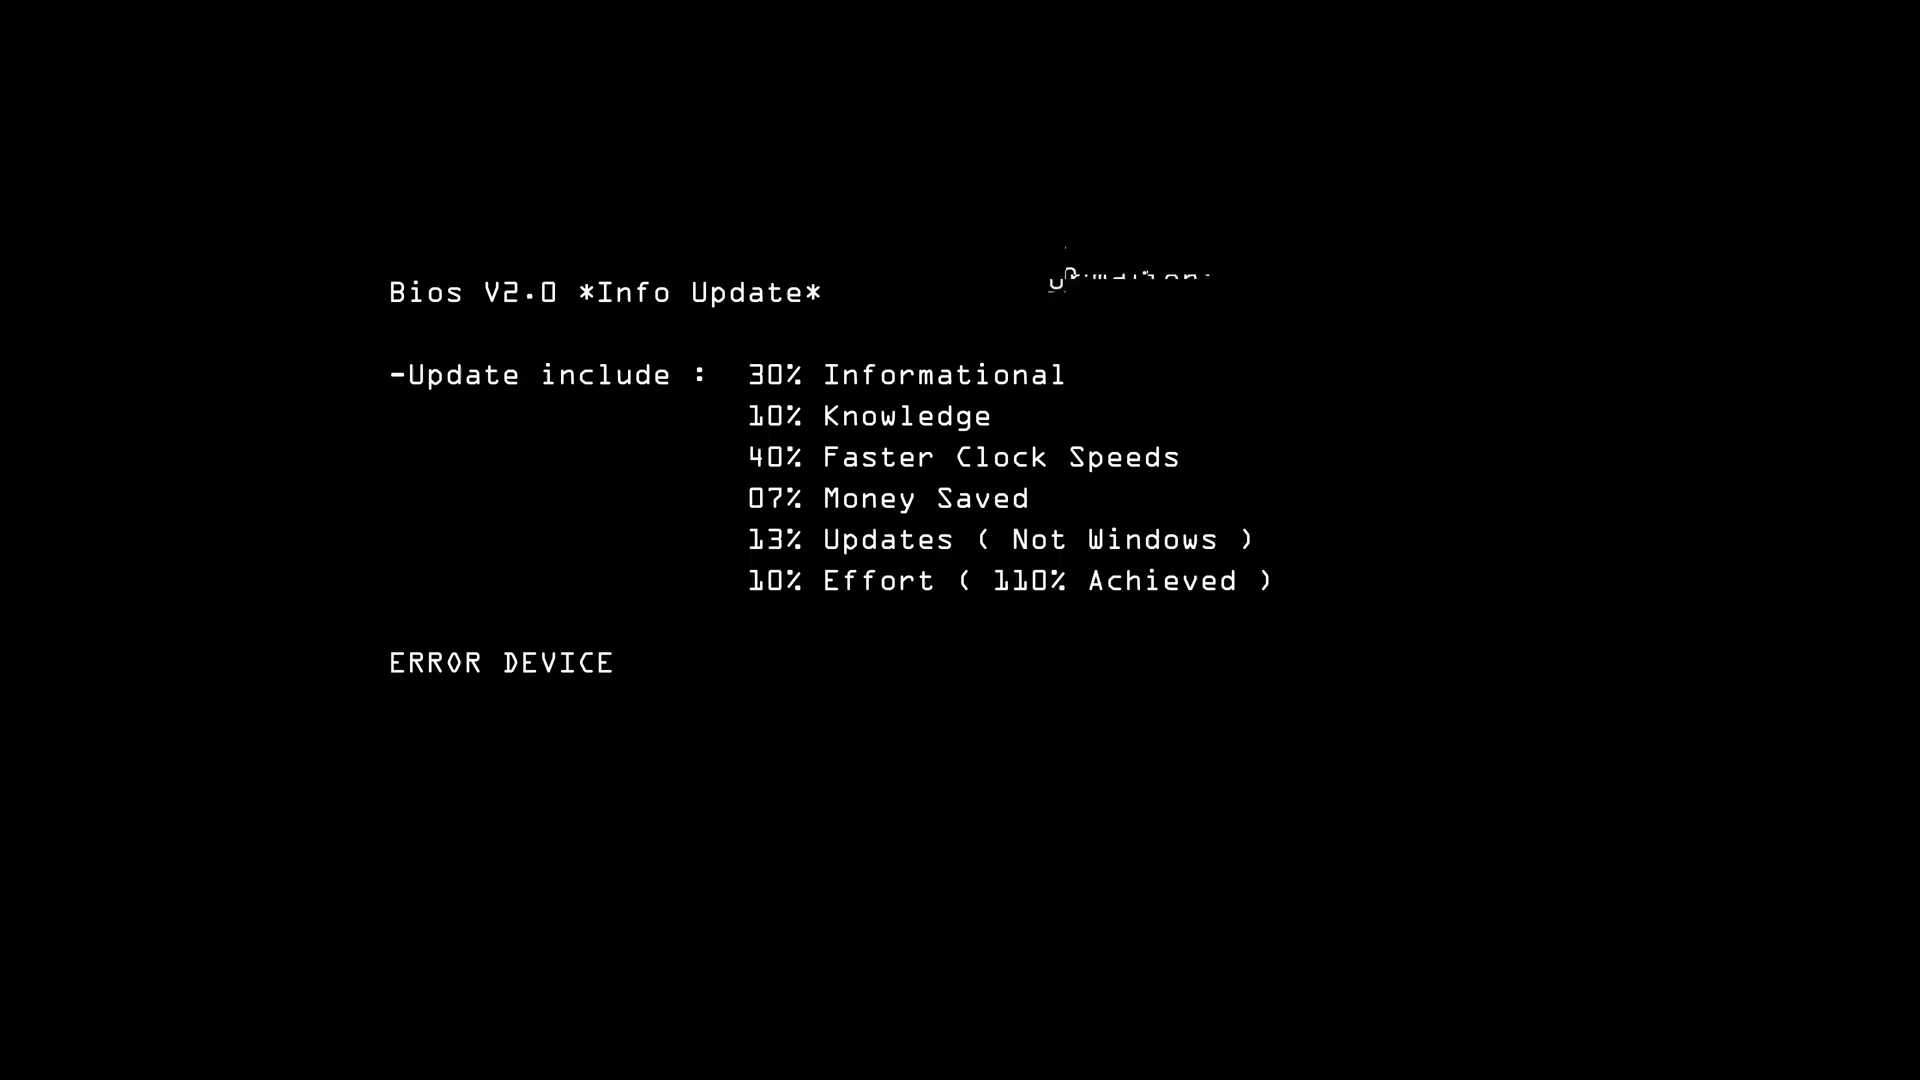 Bios V2.0 *Info Update*
-Update include : 30% Informational
10% Knowledge
40% Faster Clock Speeds
07% Money Saved
13% Updates ( Not Windows )
10% Effort ( 110% Achieved )
ERROR DEVICE